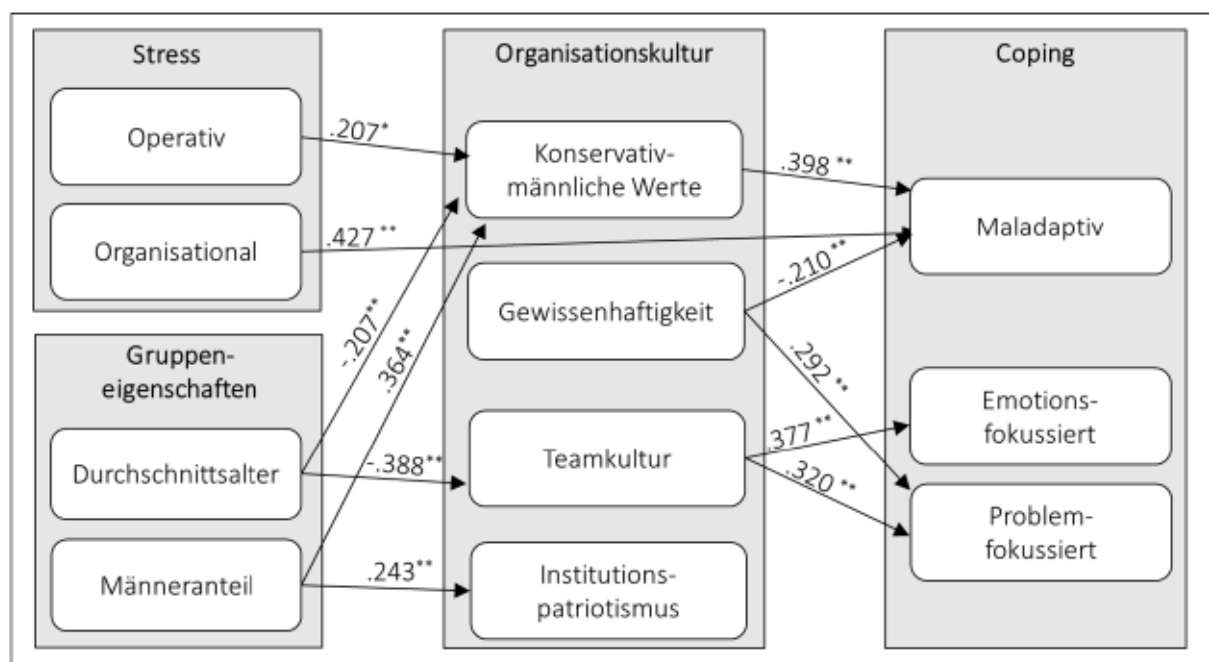 Stress
Operativ
Organisational
Gruppen-
eigenschaften
Durchschnittsalter
Männeranteil
.207*
.427**
-.207**
.364**
-.388**
.243**
Organisationskultur
Konservativ-
männliche Werte
Gewissenhaftigkeit
Teamkultur
Institutions-
patriotismus
.398 **
-.210 **
.292 **
.377 **
.320 **
Coping
Maladaptiv
Emotions-
fokussiert
Problem-
fokussiert